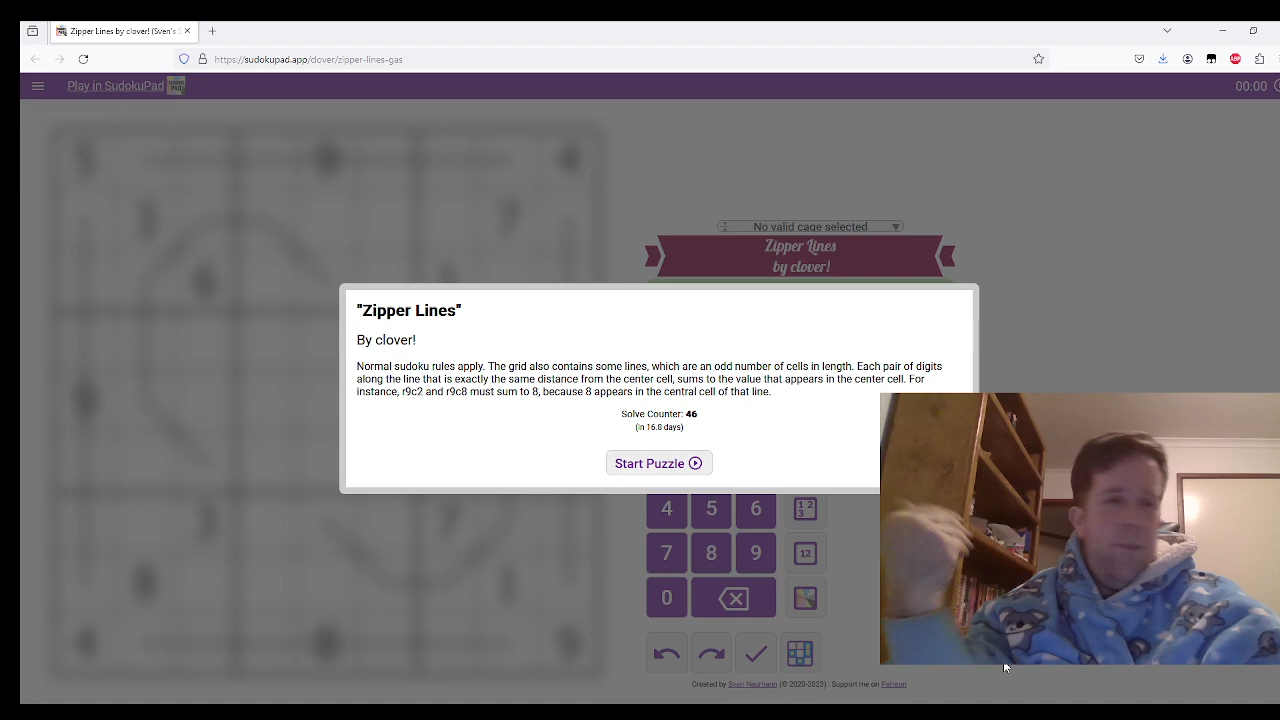 Zipper Lines by clover! (Sven's S
https://sudokupad.app/clover/zipper-lines-gas
Play in SudokuPad
00:00
No valid cage selected
Zipper Lines
by clover!
"Zipper Lines"
By clover!
Normal sudoku rules apply. The grid also contains some lines, which are an odd number of cells in length. Each pair of digits
along the line that is exactly the same distance from the center cell, sums to the value that appears in the center cell. For
instance, r9c2 and r9c8 must sum to 8, because 8 appears in the central cell of that line.
Solve Counter: 46
(in 16.8 days)
Start Puzzle
4 5 6
1 2
3
7 8 9
12
0
Created by Sven Neumann (© 2020-2023) | Support me on Patreon